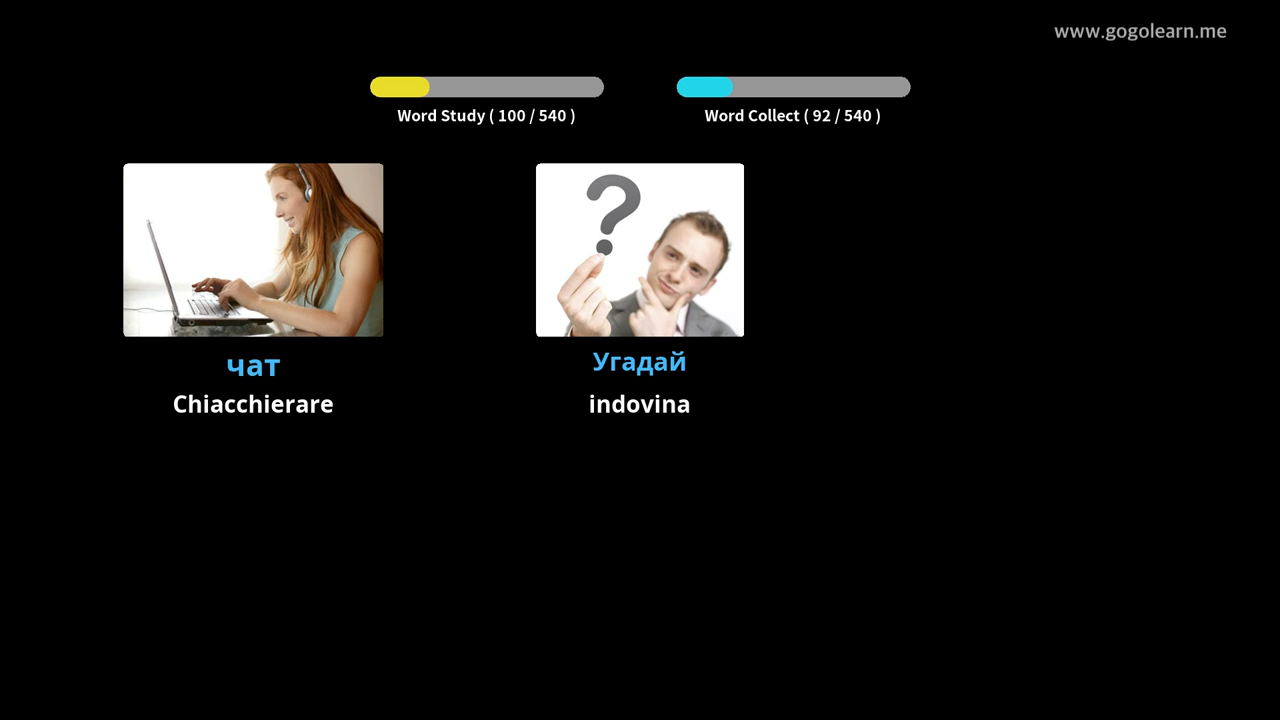 www.gogolearn.me
Word Study ( 100 / 540 )
Word Collect ( 92 / 540 )
чат
Chiacchierare
Угадай
indovina